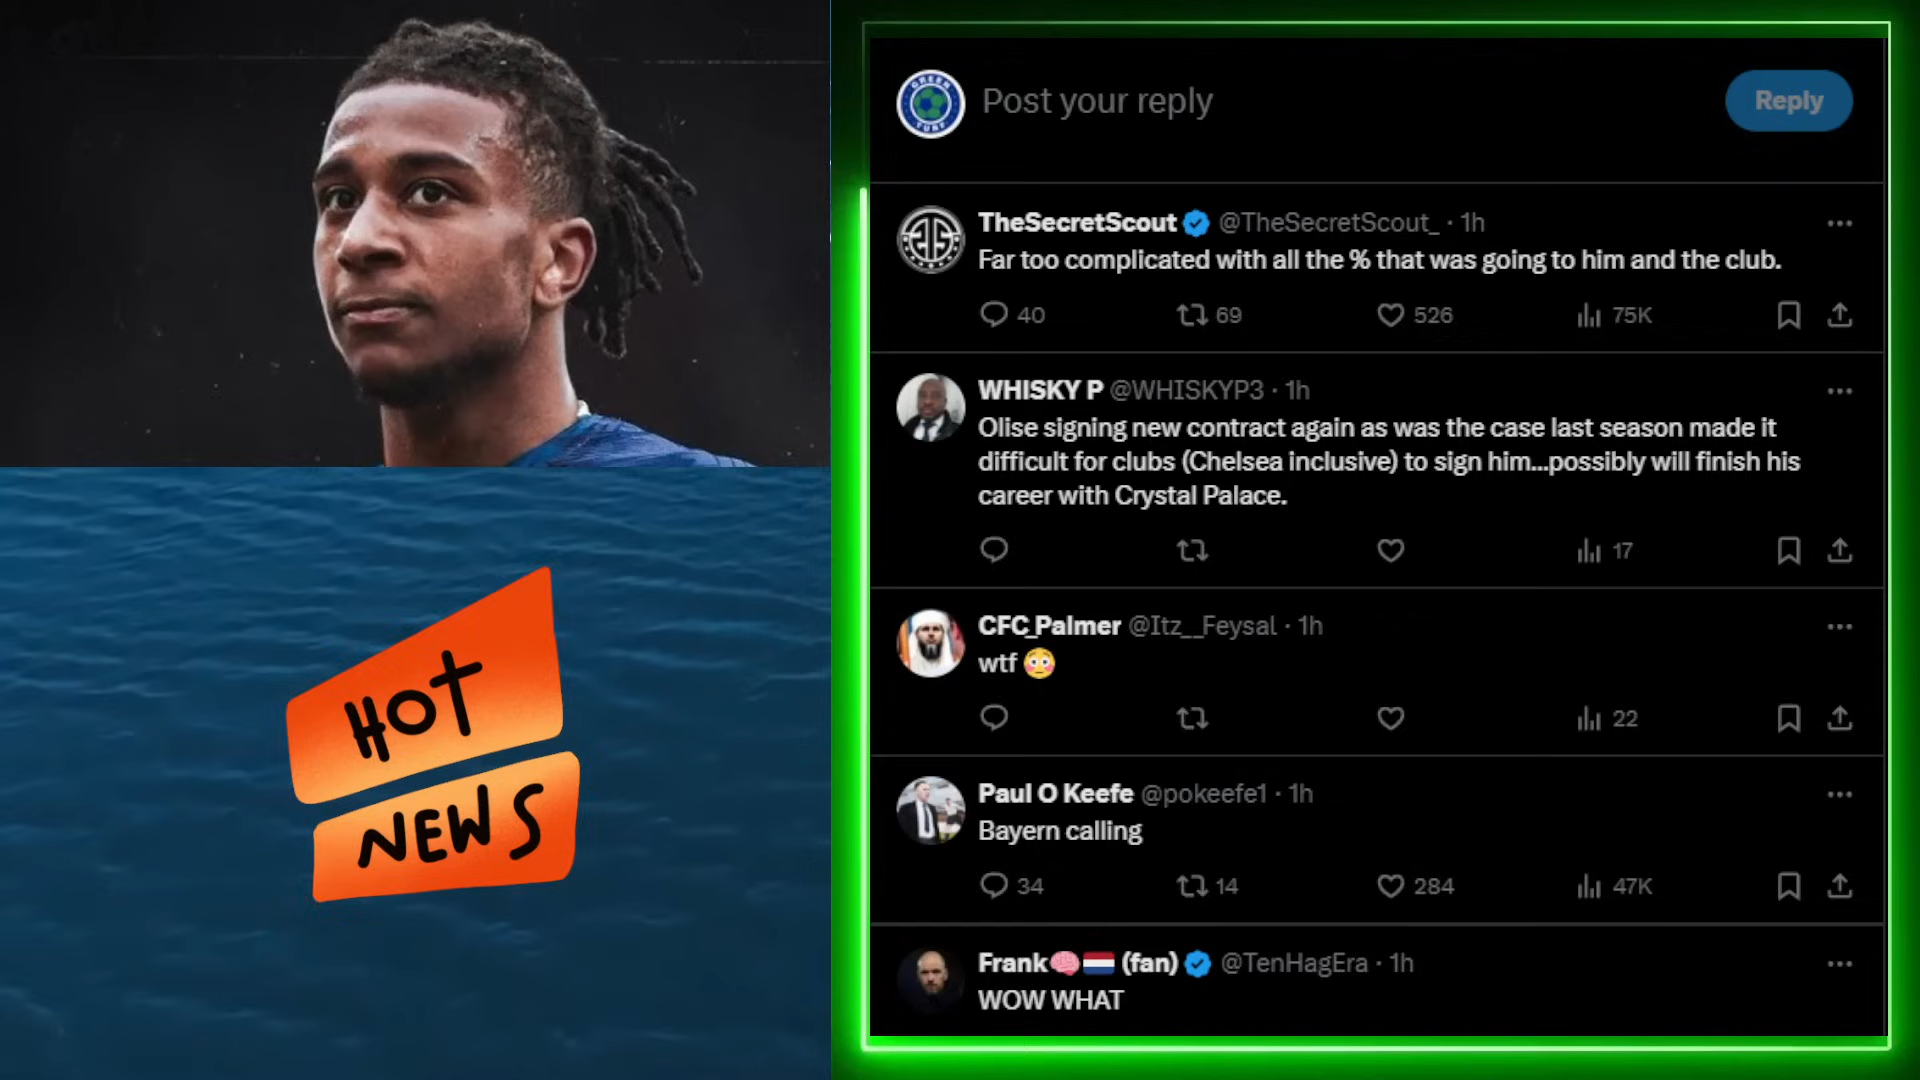 HOT
NEWS
GREEN
TURF
Post your reply
Reply
TheSecretScout @TheSecretScout_ · 1h
Far too complicated with all the % that was going to him and the club.
40 69 526 75K
WHISKY P @WHISKYP3 · 1h
Olise signing new contract again as was the case last season made it
difficult for clubs (Chelsea inclusive) to sign him...possibly will finish his
career with Crystal Palace.
17
CFC_Palmer @Itz__Feysal · 1h
wtf 😳
22
Paul O Keefe @pokeefe1 · 1h
Bayern calling
34 14 284 47K
Frank🧠🇳🇱 (fan) @TenHagEra · 1h
WOW WHAT